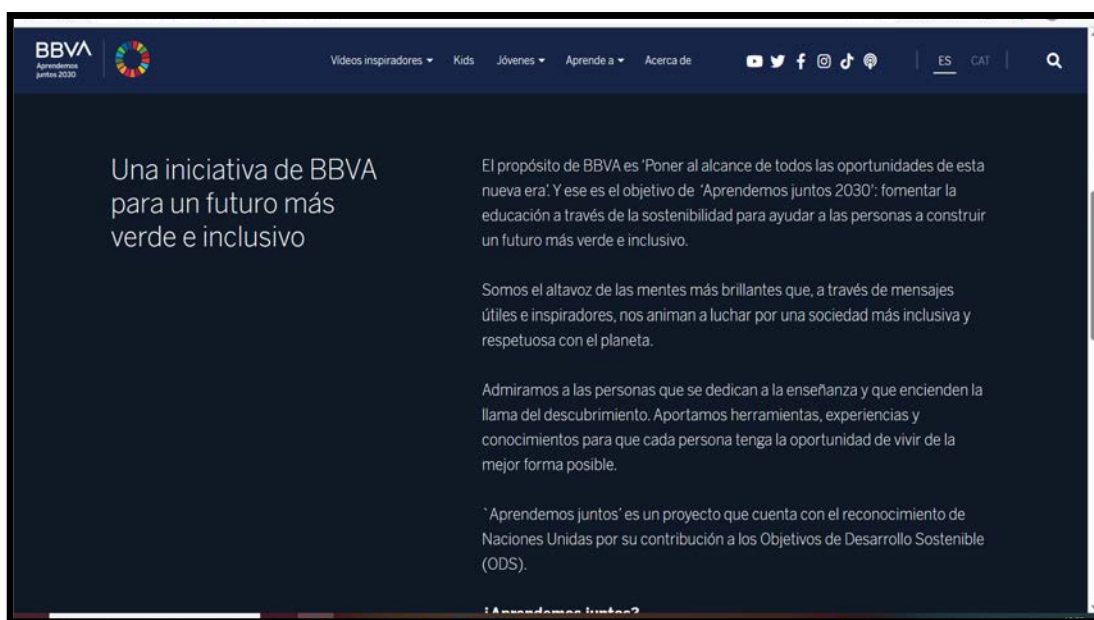 BBVA
Aprendemos
juntos 2030
Vídeos inspiradores Kids Jóvenes Aprende a Acerca de ES CAT
Una iniciativa de BBVA
para un futuro más
verde e inclusivo
El propósito de BBVA es ‘Poner al alcance de todos las oportunidades de esta
nueva era’. Y ese es el objetivo de ‘Aprendemos juntos 2030’: fomentar la
educación a través de la sostenibilidad para ayudar a las personas a construir
un futuro más verde e inclusivo.
Somos el altavoz de las mentes más brillantes que, a través de mensajes
útiles e inspiradores, nos animan a luchar por una sociedad más inclusiva y
respetuosa con el planeta.
Admiramos a las personas que se dedican a la enseñanza y que encienden la
llama del descubrimiento. Aportamos herramientas, experiencias y
conocimientos para que cada persona tenga la oportunidad de vivir de la
mejor forma posible.
`Aprendemos juntos’ es un proyecto que cuenta con el reconocimiento de
Naciones Unidas por su contribución a los Objetivos de Desarrollo Sostenible
(ODS).
¿Aprendemos juntos?